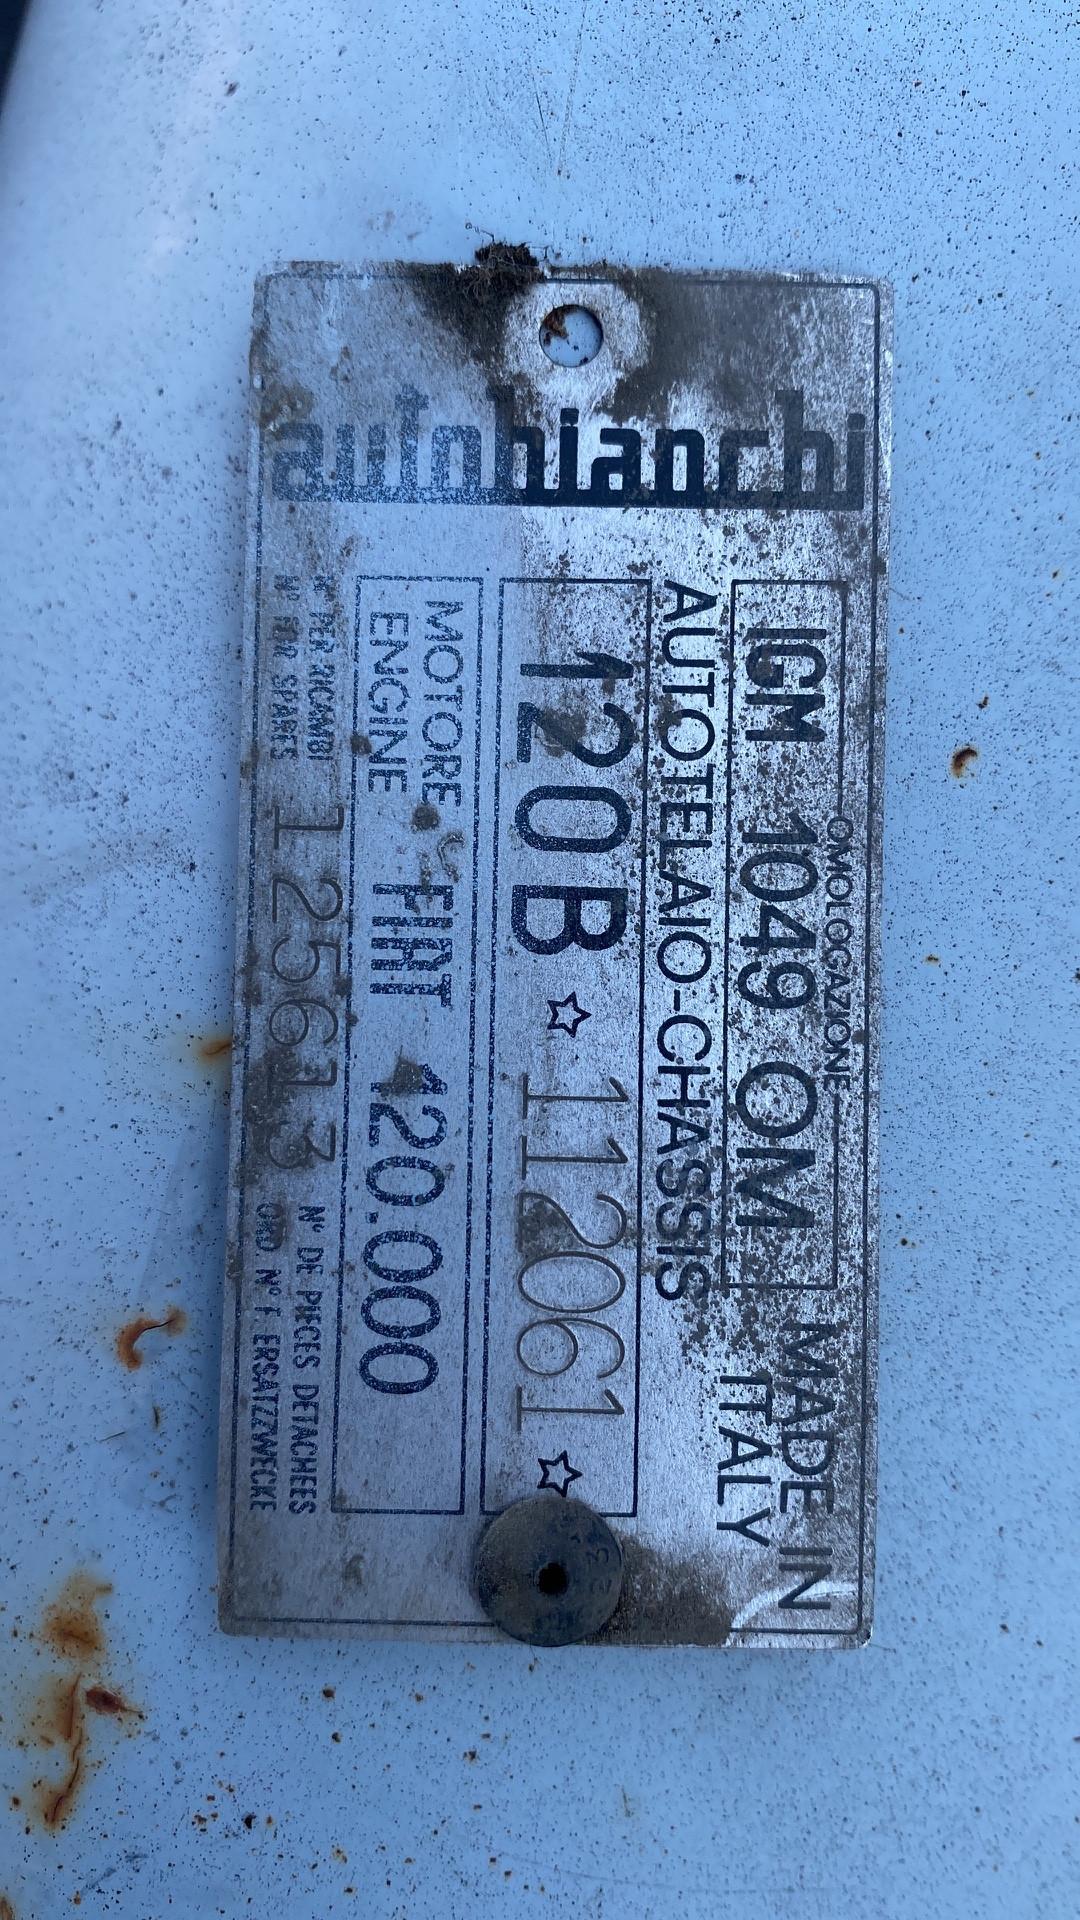 autobianchi
OMOLOGAZIONE
IGM 1049 OM
MADE IN
ITALY
AUTOTELAIO-CHASSIS
120B ☆ 112061 ☆
MOTORE
ENGINE
FIAT 120.000
N° PER RICAMBI
N° FOR SPARES
125613
N° DE PIECES DETACHEES
ORD N° F. ERSATZZWECKE